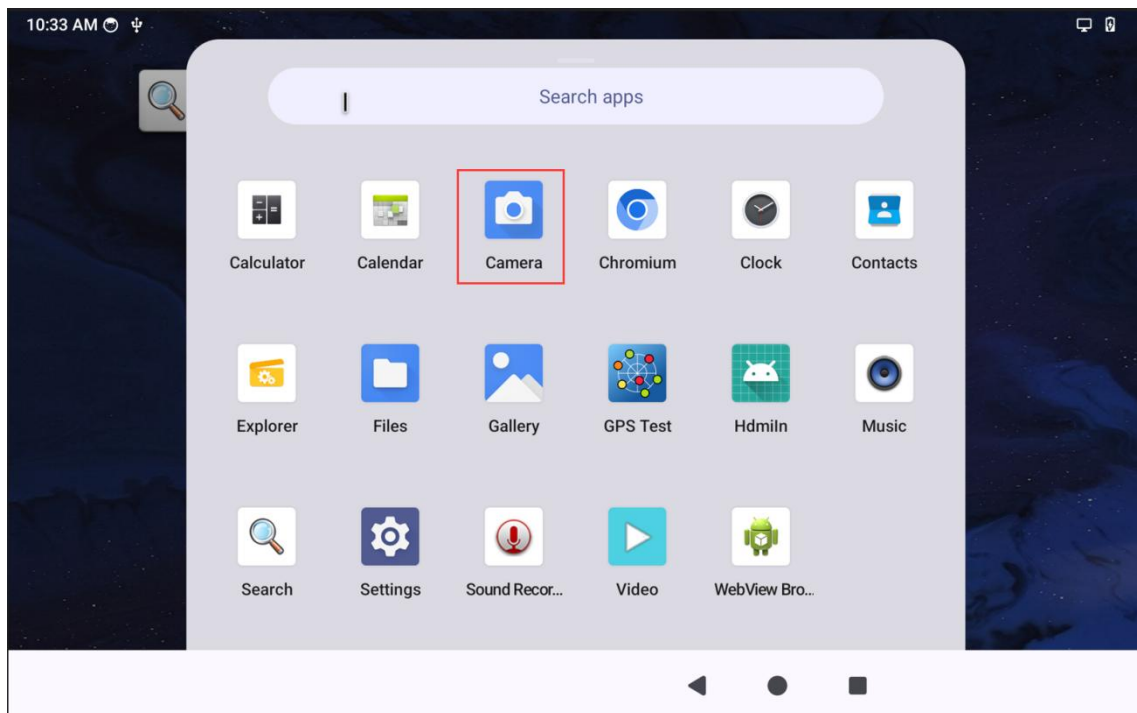 10:33 AM
Search apps
Calculator Calendar Camera Chromium Clock Contacts
Explorer Files Gallery GPS Test HdmiIn Music
Search Settings Sound Recor... Video WebView Bro...